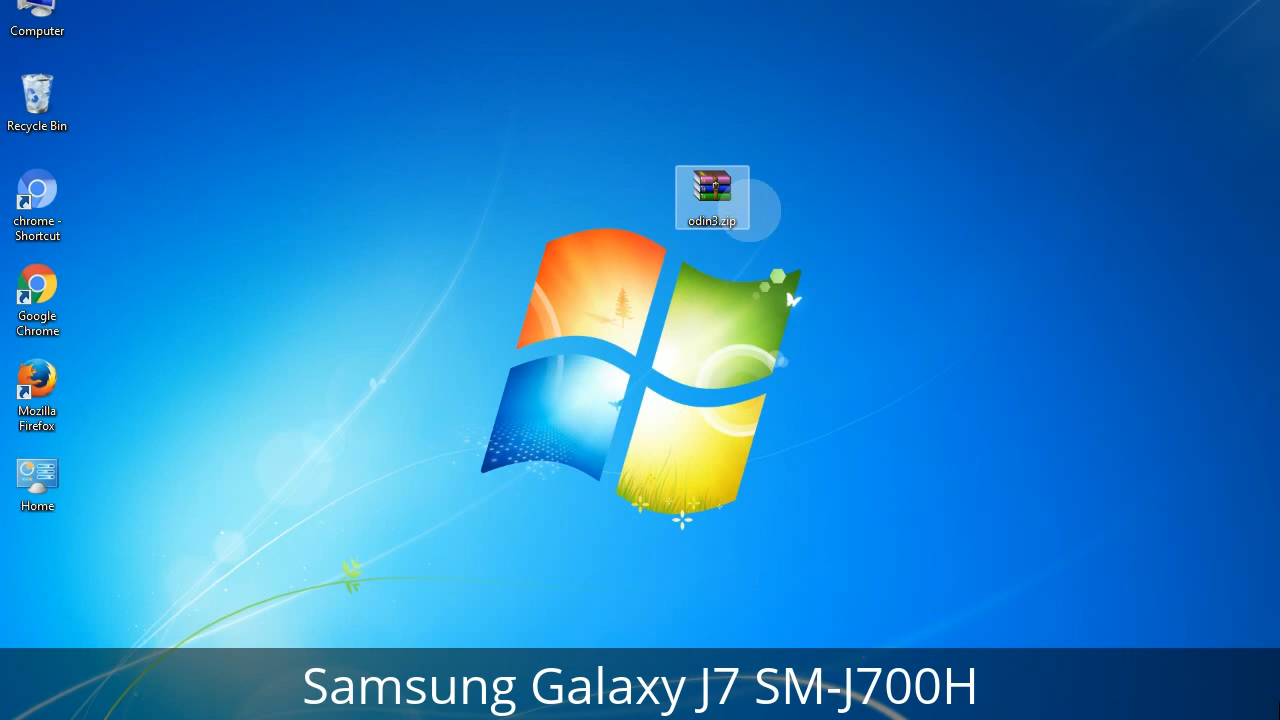 Computer
Recycle Bin
chrome -
Shortcut
Google
Chrome
Mozilla
Firefox
Home
odin3.zip
Samsung Galaxy J7 SM-J700H